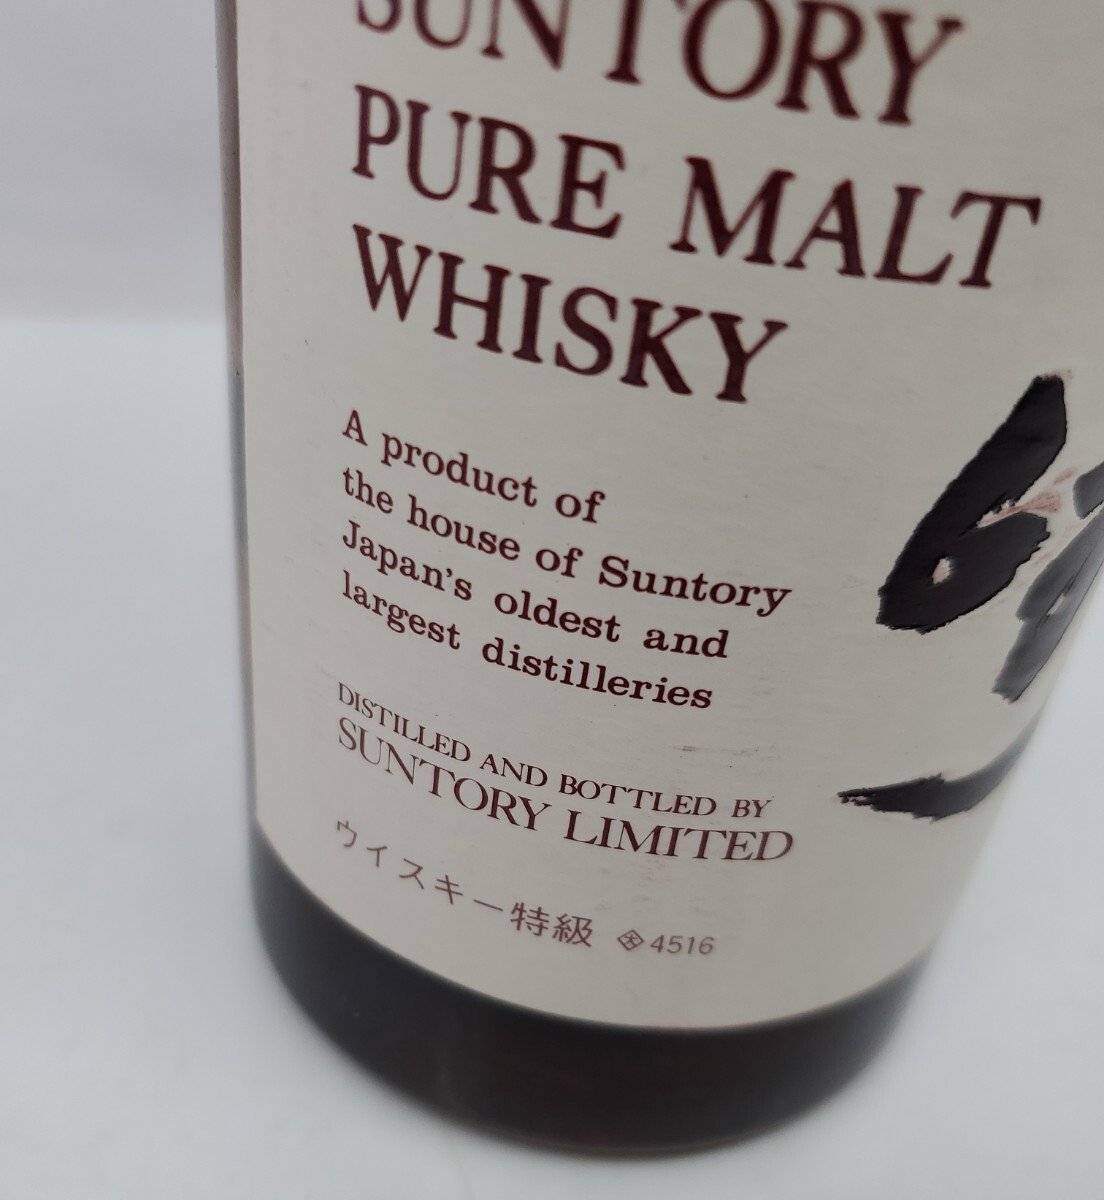 SUNTORY
PURE MALT
WHISKY
A product of
the house of Suntory
Japan's oldest and
largest distilleries
DISTILLED AND BOTTLED BY
SUNTORY LIMITED
ウイスキー特級 4516